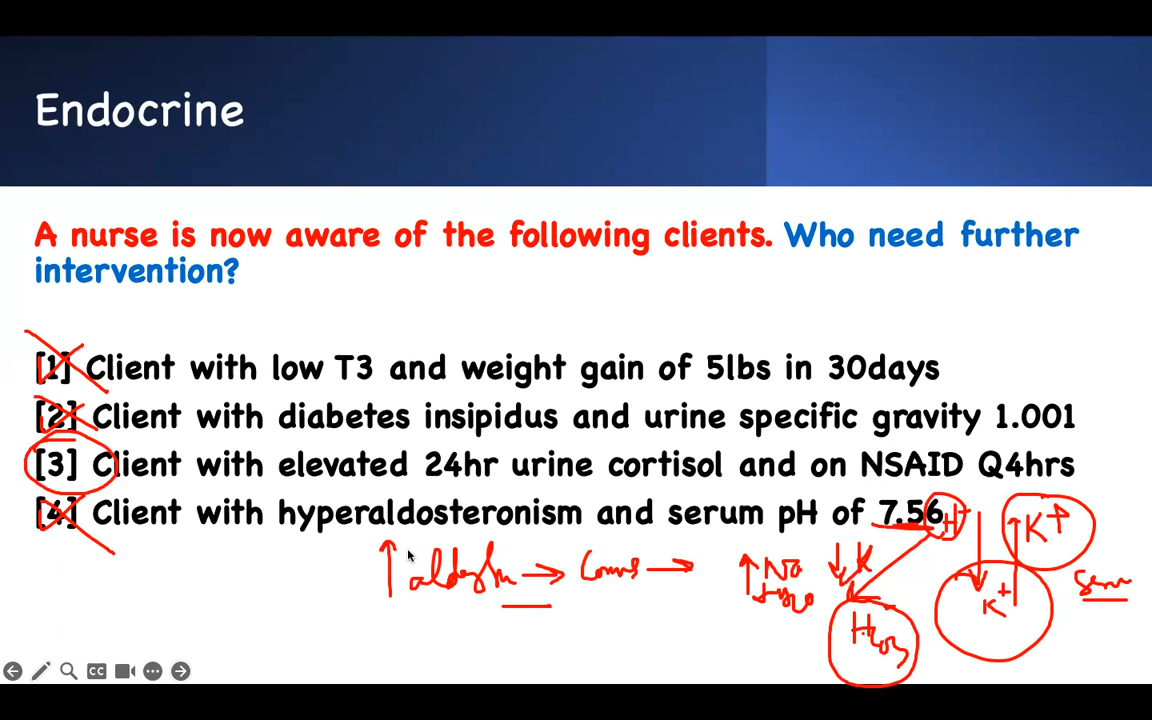 Endocrine
A nurse is now aware of the following clients. Who need further
intervention?
[1] Client with low T3 and weight gain of 5lbs in 30days
[2] Client with diabetes insipidus and urine specific gravity 1.001
[3] Client with elevated 24hr urine cortisol and on NSAID Q4hrs
[4] Client with hyperaldosteronism and serum pH of 7.56
H+ K+
↑ → → ↑ Na ↓ K
K+
CC